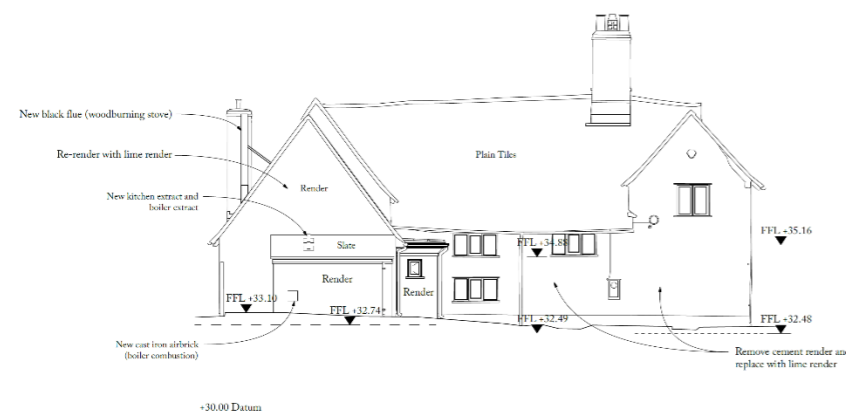 New black flue (woodburning stove)
Re-render with lime render
Render
Plain Tiles
New kitchen extract and
boiler extract
Slate
FFL +34.88
FFL +35.16
Render
Render
FFL +33.10
FFL +32.74
FFL +32.49
FFL +32.48
New cast iron airbrick
(boiler combustion)
Remove cement render and
replace with lime render
+30.00 Datum